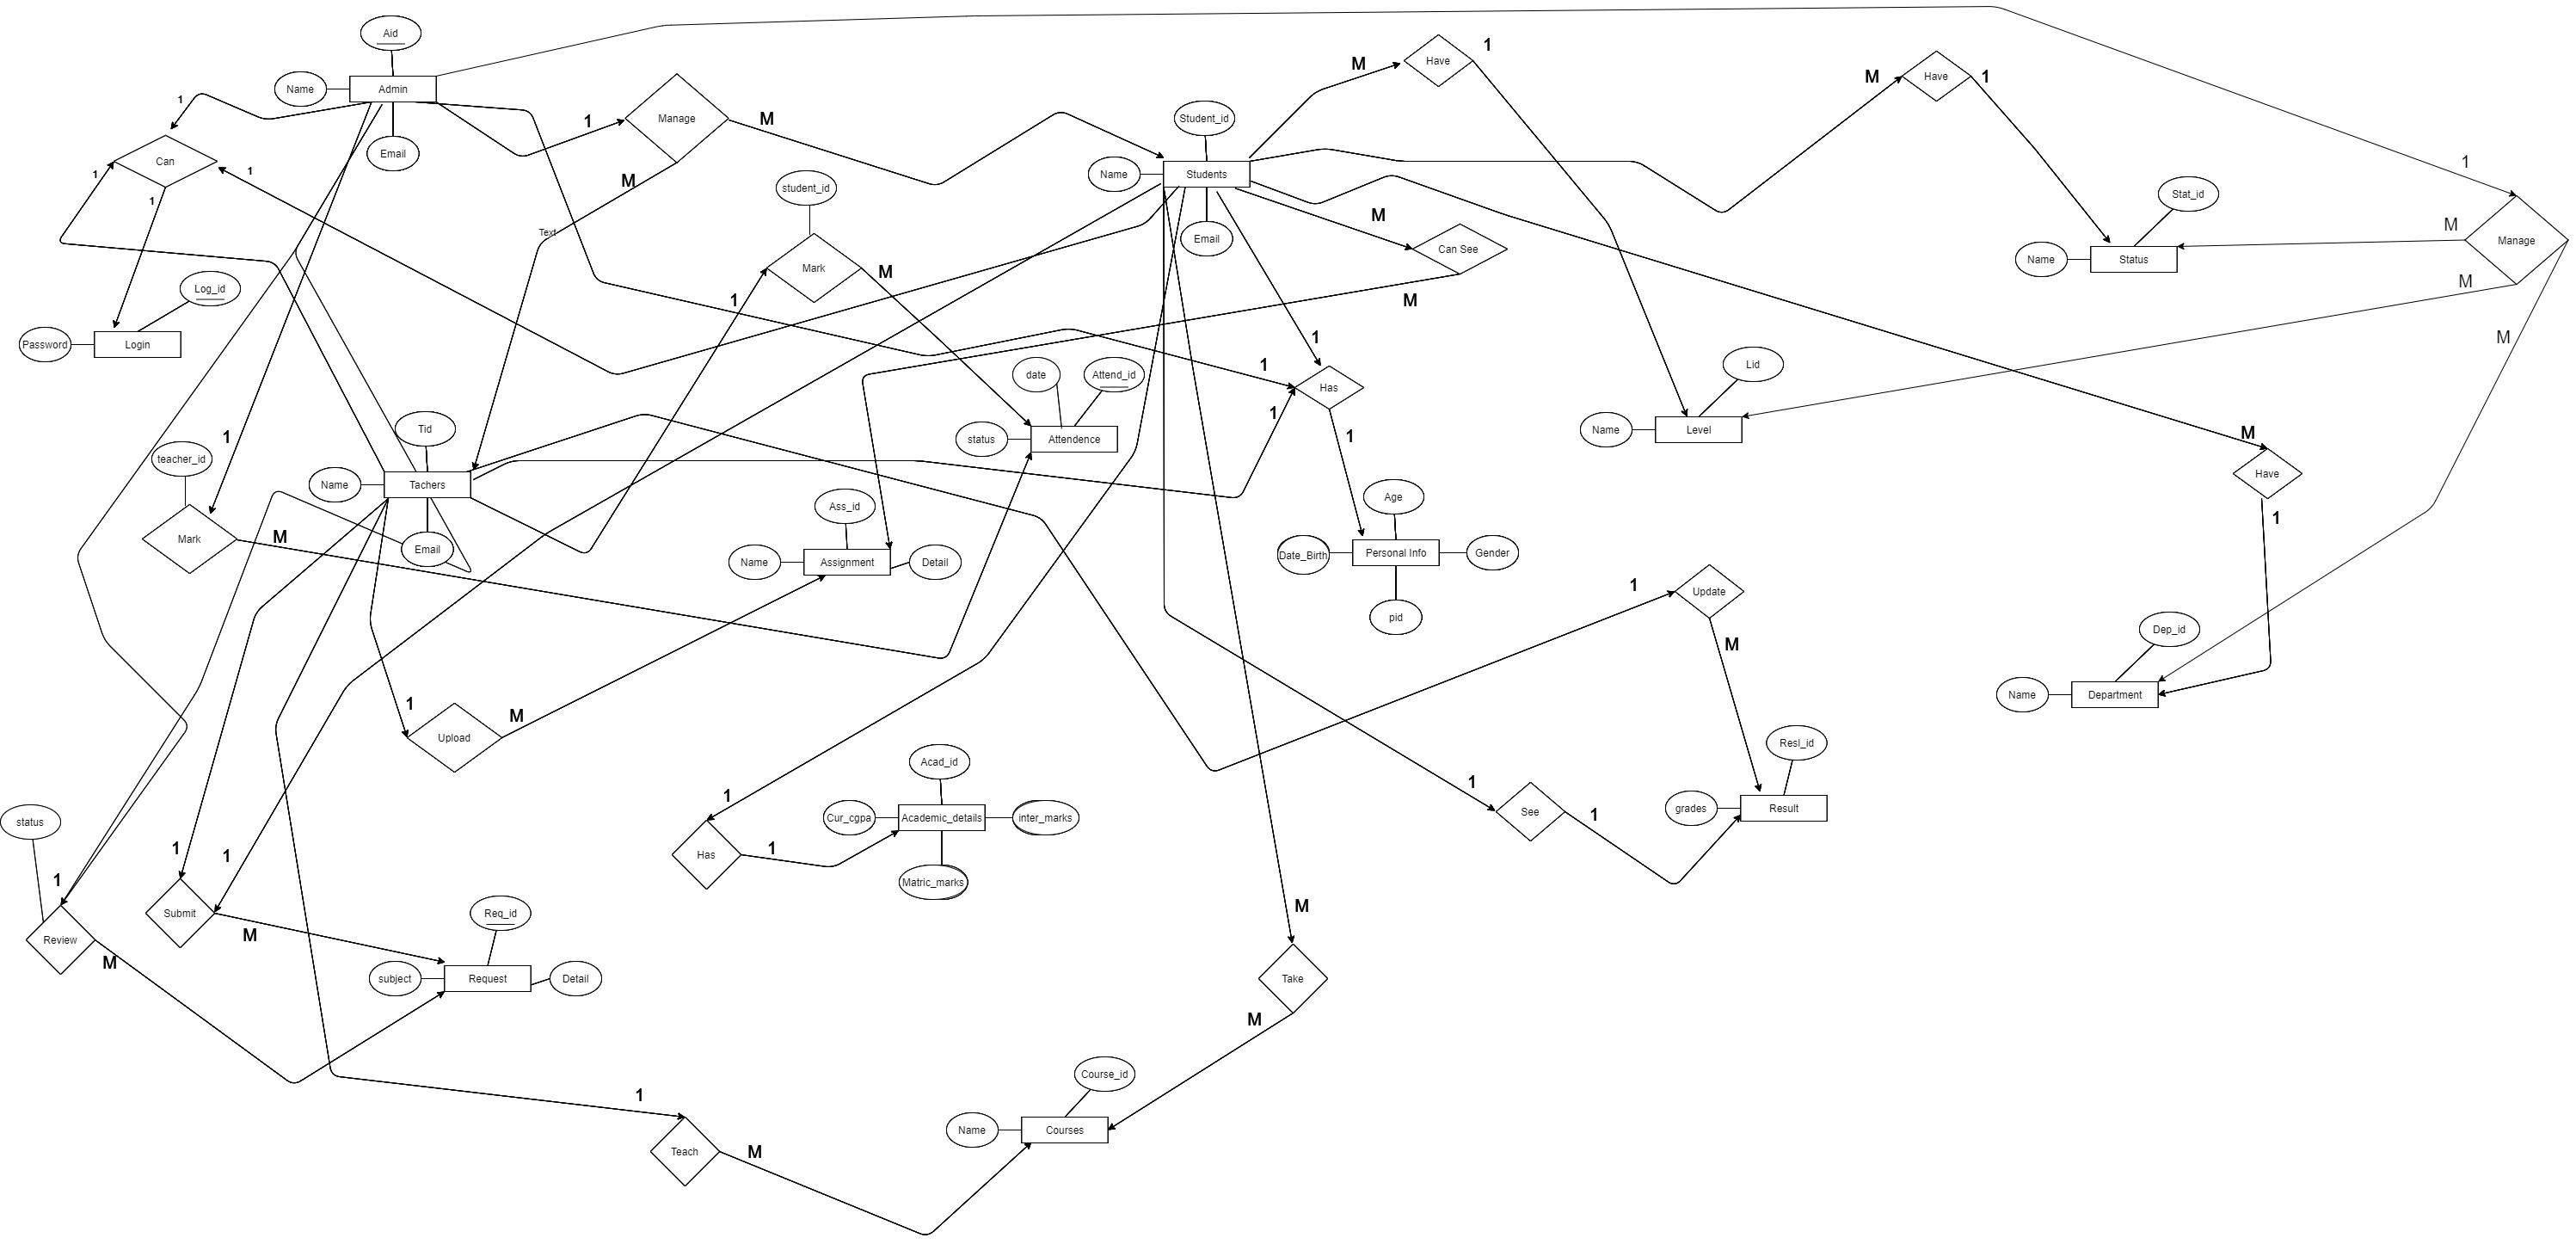 Aid
Have
1
M
Have
M
1
Name
Admin
1
Student_id
1
Manage
M
Email
Can
1
1
1
M
Name
Students
student_id
Text
Email
M
Can See
M
Mark
M
1
1
Stat_id
M
Manage
Name
Status
M
M
Log_id
Password
Login
1
1
1
1
date
Attend_id
status
Attendence
Has
Lid
Name
Level
M
Have
1
1
teacher_id
Mark
M
Tid
Name
Tachers
Email
Ass_id
Name
Assignment
Detail
Age
Date_Birth
Personal Info
Gender
pid
1
Update
M
Dep_id
Name
Department
1
Upload
M
Resl_id
grades
Result
1
See
1
Acad_id
Cur_cgpa
Academic_details
inter_marks
Matric_marks
1
Has
1
status
1
Review
M
1
1
Submit
M
Req_id
subject
Request
Detail
M
Take
M
1
Teach
M
Course_id
Name
Courses